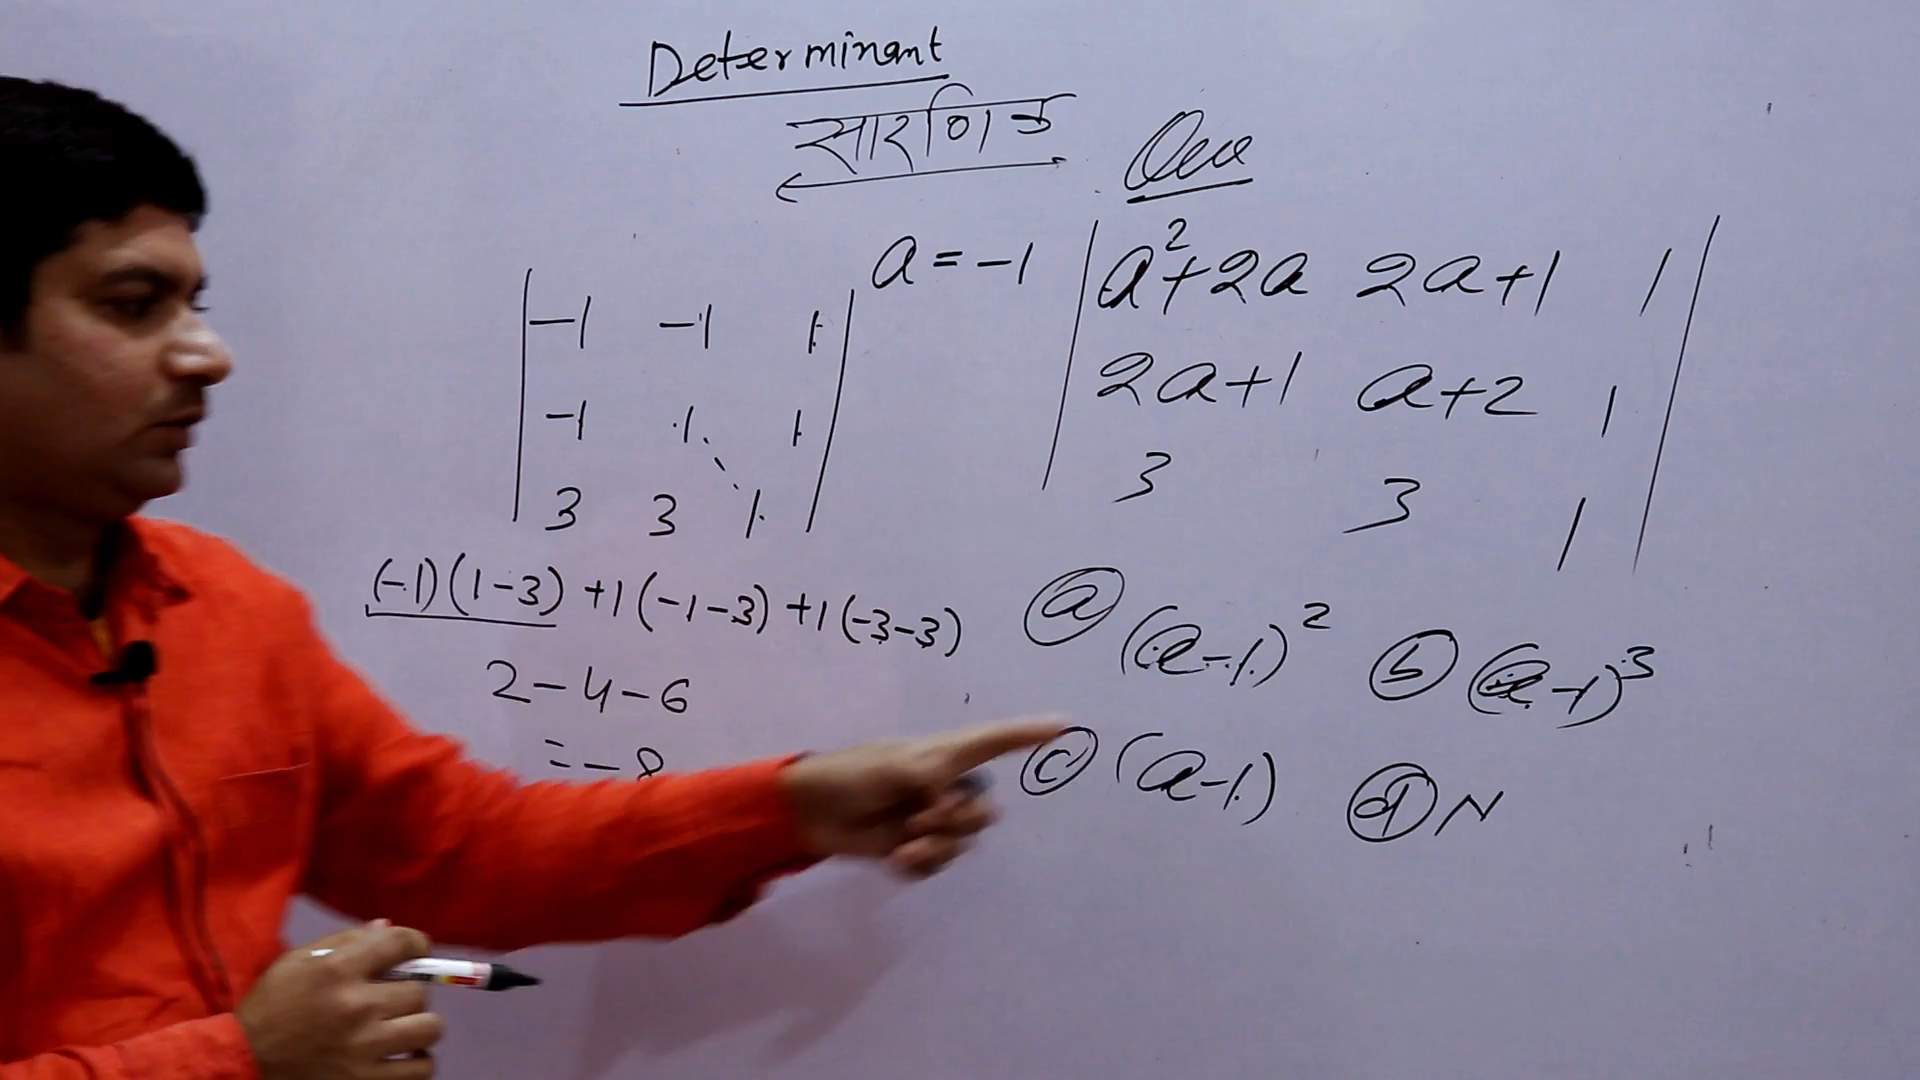 Determinant
सारणिक
Que
a = -1
| a²+2a 2a+1 1 |
| 2a+1 a+2 1 |
| 3 3 1 |
| -1 -1 1 |
| -1 1 1 |
| 3 3 1 |
(-1)(1-3) +1(-1-3) +1(-3-3)
2-4-6
= -8
ⓐ (a-1)² ⓑ (a-1)³
ⓒ (a-1) ⓓ N